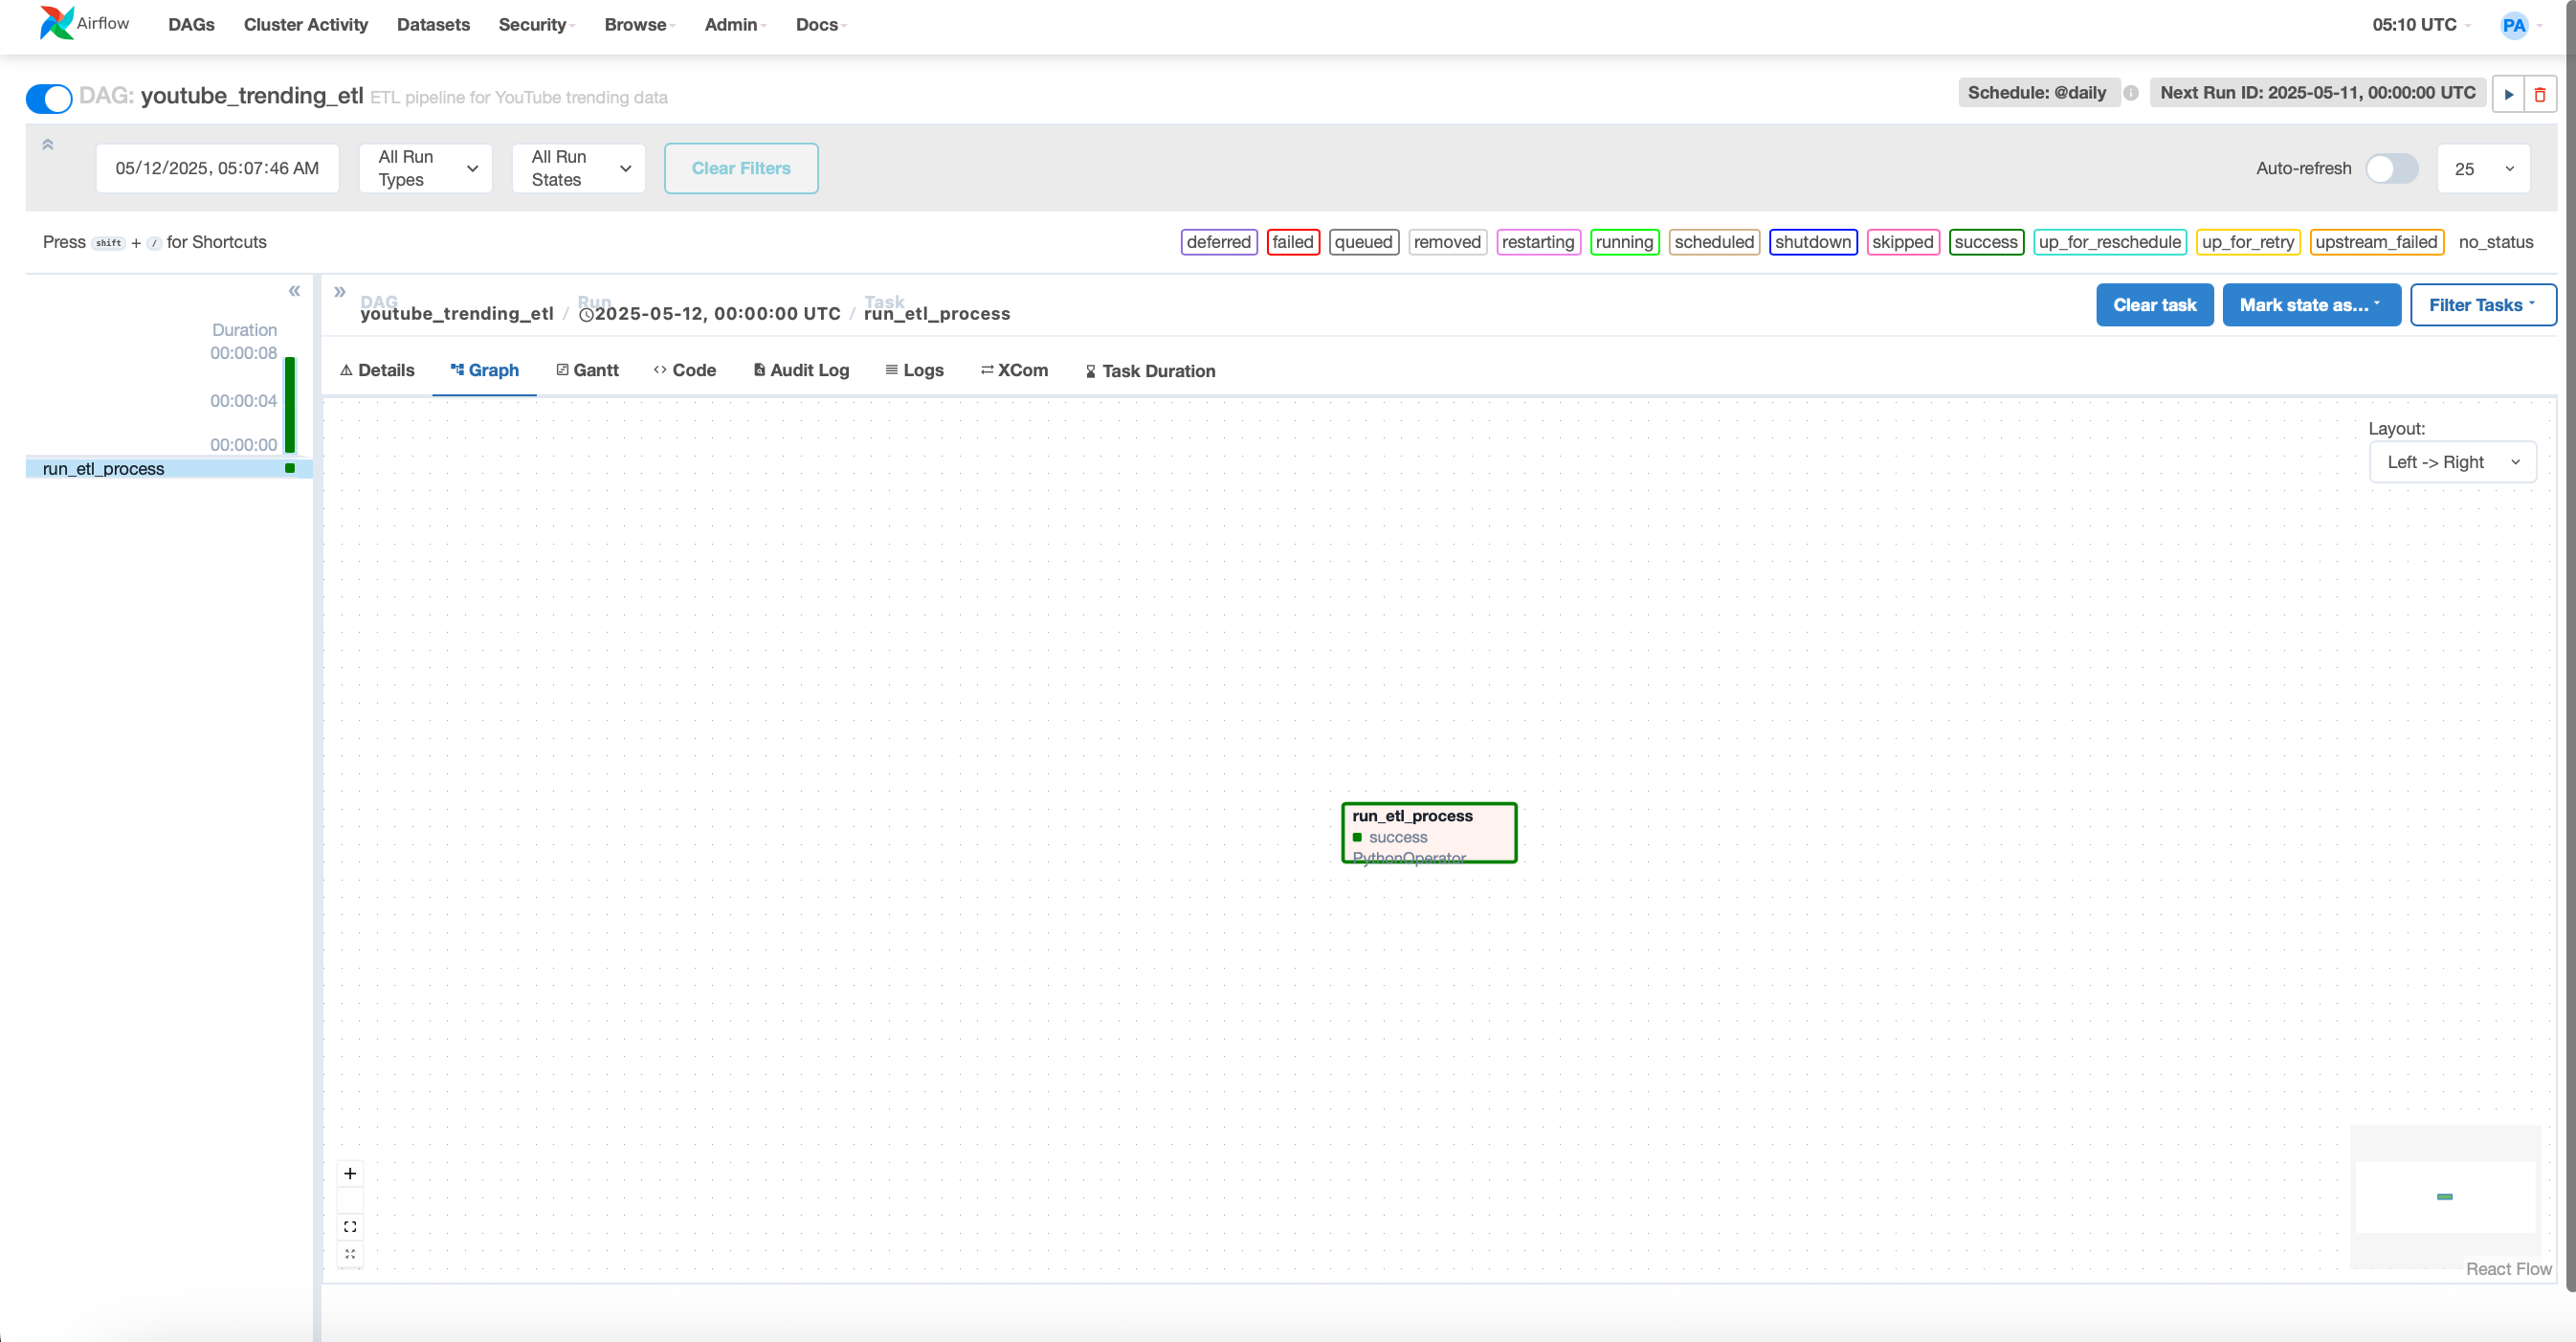 Airflow DAGs Cluster Activity Datasets Security Browse Admin Docs 05:10 UTC PA
DAG: youtube_trending_etl ETL pipeline for YouTube trending data Schedule: @daily Next Run ID: 2025-05-11, 00:00:00 UTC
05/12/2025, 05:07:46 AM All Run Types All Run States Clear Filters Auto-refresh 25
Press shift + / for Shortcuts deferred failed queued removed restarting running scheduled shutdown skipped success up_for_reschedule up_for_retry upstream_failed no_status
DAG Run Task
youtube_trending_etl / 2025-05-12, 00:00:00 UTC / run_etl_process
Clear task Mark state as... Filter Tasks
Duration
00:00:08
00:00:04
00:00:00
run_etl_process
Details Graph Gantt Code Audit Log Logs XCom Task Duration
Layout:
Left -> Right
run_etl_process
success
PythonOperator
React Flow